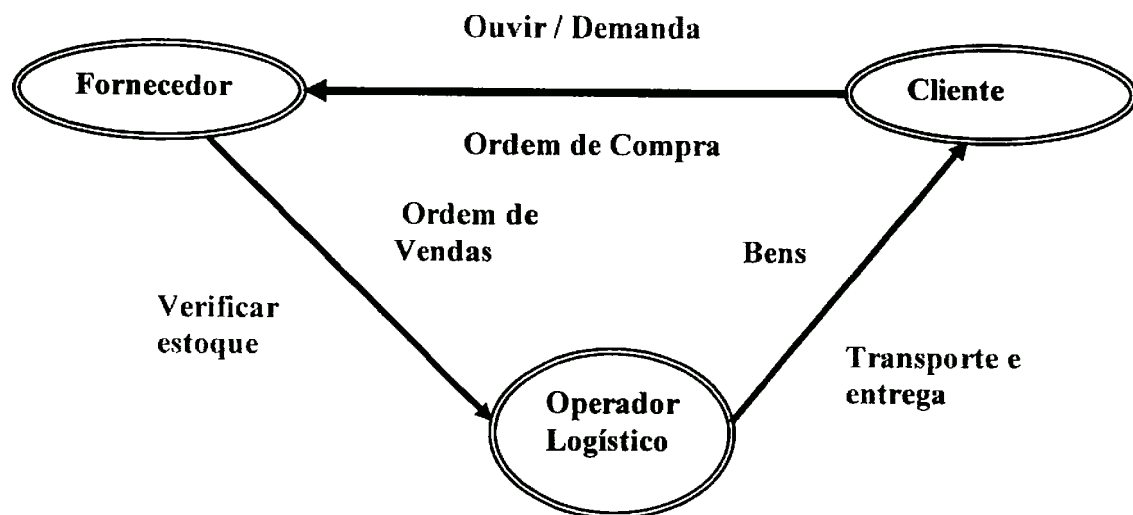 Ouvir / Demanda
Fornecedor
Cliente
Ordem de Compra
Ordem de
Vendas
Bens
Verificar
estoque
Transporte e
entrega
Operador
Logístico